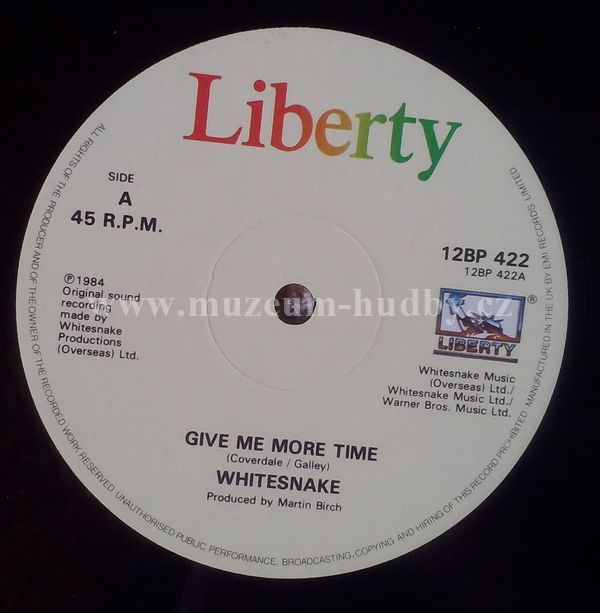 Liberty
SIDE
A
45 R.P.M.
12BP 422
12BP 422A
℗ 1984
Original sound
recording
made by
Whitesnake
Productions
(Overseas) Ltd.
www.muzeum-hudby.cz
®
LIBERTY
Whitesnake Music
(Overseas) Ltd./
Whitesnake Music Ltd./
Warner Bros. Music Ltd.
GIVE ME MORE TIME
(Coverdale / Galley)
WHITESNAKE
Produced by Martin Birch
ALL RIGHTS OF THE PRODUCER AND OF THE OWNER OF THE RECORDED WORK RESERVED. UNAUTHORISED PUBLIC PERFORMANCE, BROADCASTING, COPYING AND HIRING OF THIS RECORD PROHIBITED. MANUFACTURED IN THE UK BY EMI RECORDS LIMITED